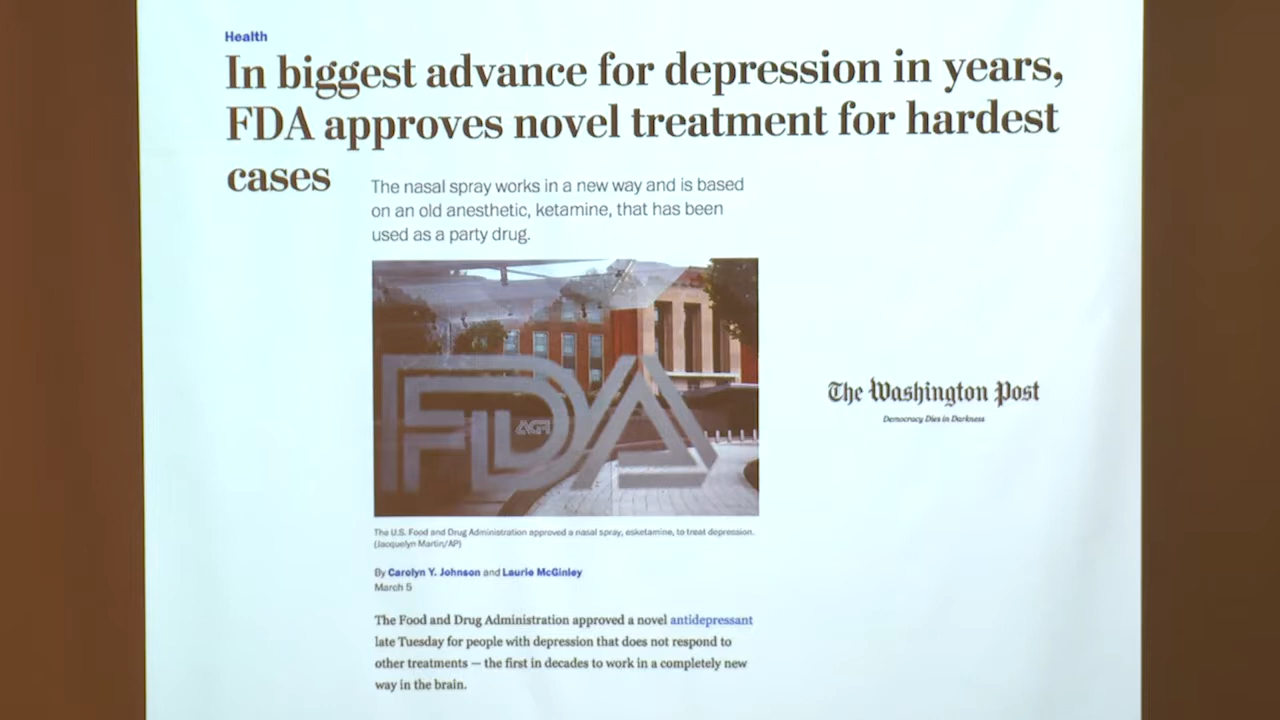 Health
In biggest advance for depression in years,
FDA approves novel treatment for hardest
cases
The nasal spray works in a new way and is based
on an old anesthetic, ketamine, that has been
used as a party drug.
FDA
The Washington Post
Democracy Dies in Darkness
The U.S. Food and Drug Administration approved a nasal spray, esketamine, to treat depression.
(Jacquelyn Martin/AP)
By Carolyn Y. Johnson and Laurie McGinley
March 5
The Food and Drug Administration approved a novel antidepressant
late Tuesday for people with depression that does not respond to
other treatments — the first in decades to work in a completely new
way in the brain.